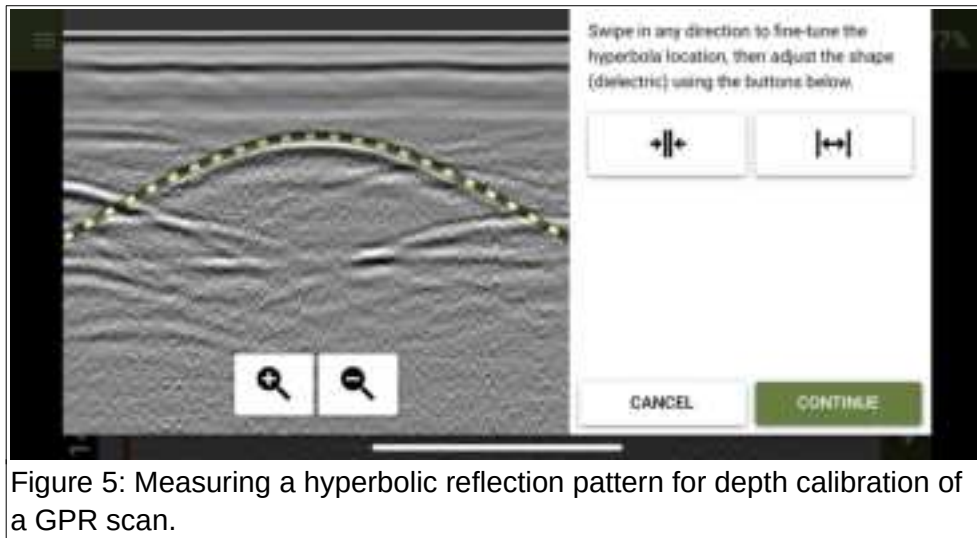 Swipe in any direction to fine-tune the
hyperbola location, then adjust the shape
(dielectric) using the buttons below.
CANCEL
CONTINUE
Figure 5: Measuring a hyperbolic reflection pattern for depth calibration of
a GPR scan.